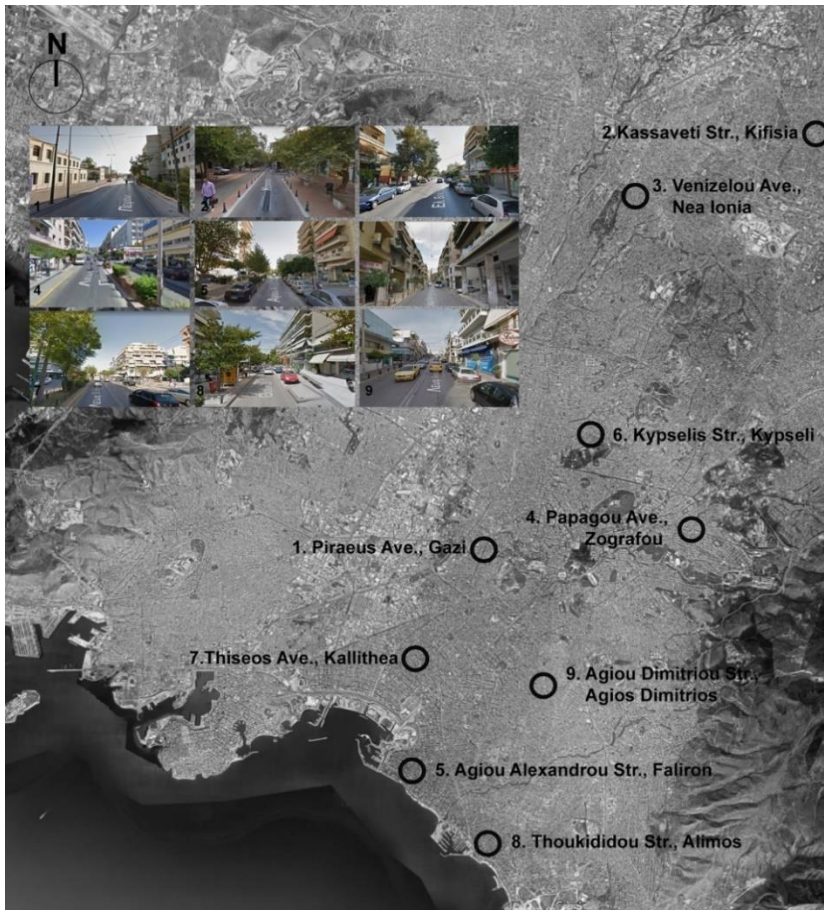 N
2.Kassaveti Str., Kifisia
3. Venizelou Ave.,
Nea Ionia
4
5
8
9
6. Kypselis Str., Kypseli
4. Papagou Ave.,
Zografou
1. Piraeus Ave., Gazi
7.Thiseos Ave., Kallithea
9. Agiou Dimitriou Str.,
Agios Dimitrios
5. Agiou Alexandrou Str., Faliron
8. Thoukididou Str., Alimos